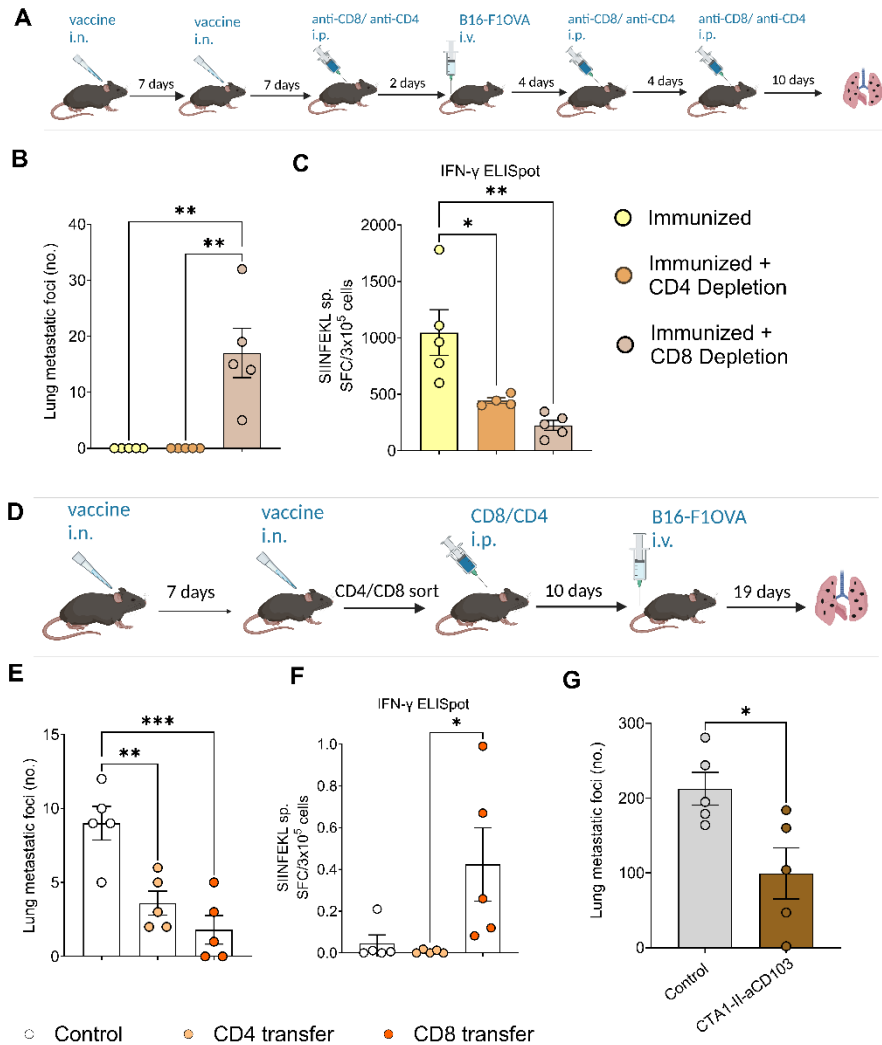 A
vaccine
i.n.
vaccine
i.n.
anti-CD8/ anti-CD4
i.p.
B16-F1OVA
i.v.
anti-CD8/ anti-CD4
i.p.
anti-CD8/ anti-CD4
i.p.
7 days
7 days
2 days
4 days
4 days
10 days
B
**
**
Lung metastatic foci (no.)
40
30
20
10
0
C
IFN-γ ELISpot
**
*
SIINFEKL sp.
SFC/3x10⁵ cells
2000
1500
1000
500
0
Immunized
Immunized +
CD4 Depletion
Immunized +
CD8 Depletion
D
vaccine
i.n.
vaccine
i.n.
CD8/CD4
i.p.
B16-F1OVA
i.v.
7 days
CD4/CD8 sort
10 days
19 days
E
***
**
Lung metastatic foci (no.)
15
10
5
0
F
IFN-γ ELISpot
*
SIINFEKL sp.
SFC/3x10⁵ cells
1.0
0.8
0.6
0.4
0.2
0.0
G
*
Lung metastatic foci (no.)
300
200
100
0
Control
CTA1-II-aCD103
Control
CD4 transfer
CD8 transfer